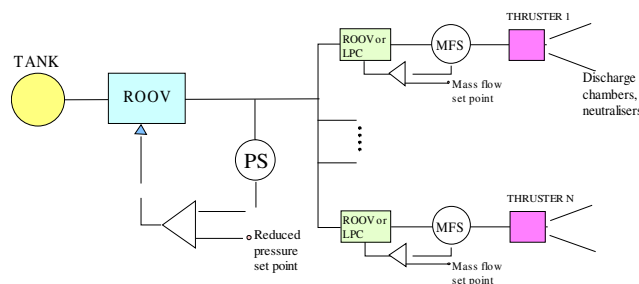 THRUSTER 1
ROOV or
LPC
MFS
TANK
ROOV
Mass flow
set point
Discharge
chambers,
neutralisers
PS
THRUSTER N
ROOV or
LPC
MFS
Reduced
pressure
set point
Mass flow
set point